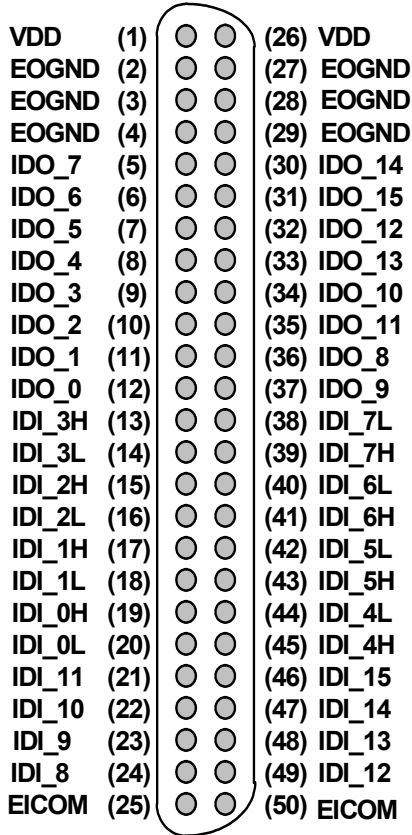 VDD (1) (26) VDD
EOGND (2) (27) EOGND
EOGND (3) (28) EOGND
EOGND (4) (29) EOGND
IDO_7 (5) (30) IDO_14
IDO_6 (6) (31) IDO_15
IDO_5 (7) (32) IDO_12
IDO_4 (8) (33) IDO_13
IDO_3 (9) (34) IDO_10
IDO_2 (10) (35) IDO_11
IDO_1 (11) (36) IDO_8
IDO_0 (12) (37) IDO_9
IDI_3H (13) (38) IDI_7L
IDI_3L (14) (39) IDI_7H
IDI_2H (15) (40) IDI_6L
IDI_2L (16) (41) IDI_6H
IDI_1H (17) (42) IDI_5L
IDI_1L (18) (43) IDI_5H
IDI_0H (19) (44) IDI_4L
IDI_0L (20) (45) IDI_4H
IDI_11 (21) (46) IDI_15
IDI_10 (22) (47) IDI_14
IDI_9 (23) (48) IDI_13
IDI_8 (24) (49) IDI_12
EICOM (25) (50) EICOM